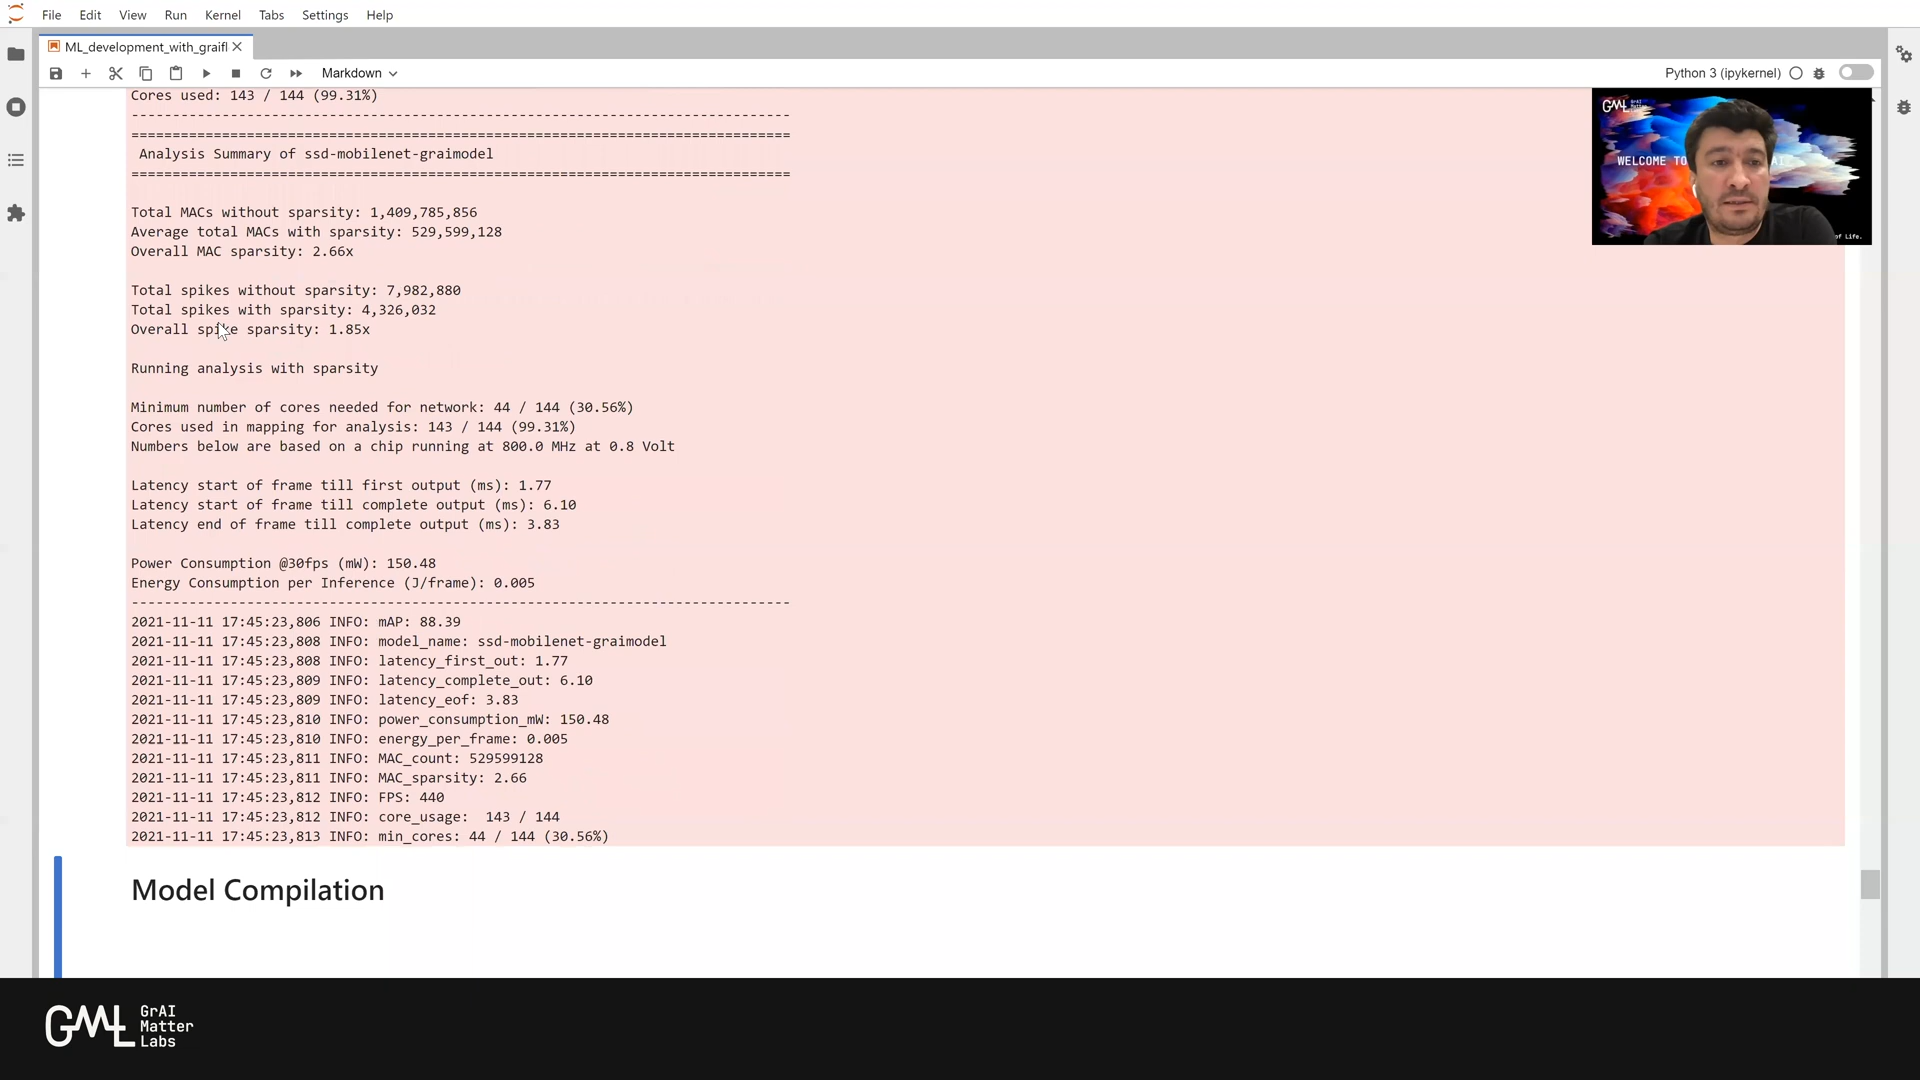 File Edit View Run Kernel Tabs Settings Help
ML_development_with_graifl
Markdown
Python 3 (ipykernel)
Cores used: 143 / 144 (99.31%)
--------------------------------------------------------------------------------
================================================================================
Analysis Summary of ssd-mobilenet-graimodel
================================================================================
Total MACs without sparsity: 1,409,785,856
Average total MACs with sparsity: 529,599,128
Overall MAC sparsity: 2.66x
Total spikes without sparsity: 7,982,880
Total spikes with sparsity: 4,326,032
Overall spike sparsity: 1.85x
Running analysis with sparsity
Minimum number of cores needed for network: 44 / 144 (30.56%)
Cores used in mapping for analysis: 143 / 144 (99.31%)
Numbers below are based on a chip running at 800.0 MHz at 0.8 Volt
Latency start of frame till first output (ms): 1.77
Latency start of frame till complete output (ms): 6.10
Latency end of frame till complete output (ms): 3.83
Power Consumption @30fps (mW): 150.48
Energy Consumption per Inference (J/frame): 0.005
--------------------------------------------------------------------------------
2021-11-11 17:45:23,806 INFO: mAP: 88.39
2021-11-11 17:45:23,808 INFO: model_name: ssd-mobilenet-graimodel
2021-11-11 17:45:23,808 INFO: latency_first_out: 1.77
2021-11-11 17:45:23,809 INFO: latency_complete_out: 6.10
2021-11-11 17:45:23,809 INFO: latency_eof: 3.83
2021-11-11 17:45:23,810 INFO: power_consumption_mW: 150.48
2021-11-11 17:45:23,810 INFO: energy_per_frame: 0.005
2021-11-11 17:45:23,811 INFO: MAC_count: 529599128
2021-11-11 17:45:23,811 INFO: MAC_sparsity: 2.66
2021-11-11 17:45:23,812 INFO: FPS: 440
2021-11-11 17:45:23,812 INFO: core_usage: 143 / 144
2021-11-11 17:45:23,813 INFO: min_cores: 44 / 144 (30.56%)
Model Compilation
GML GrAI Matter Labs
WELCOME TO
of Life.
GML
GrAI
Matter
Labs